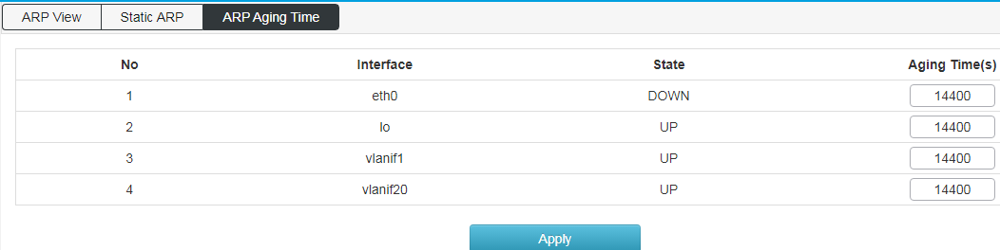 ARP View Static ARP ARP Aging Time
No Interface State Aging Time(s)
1 eth0 DOWN 14400
2 lo UP 14400
3 vlanif1 UP 14400
4 vlanif20 UP 14400
Apply